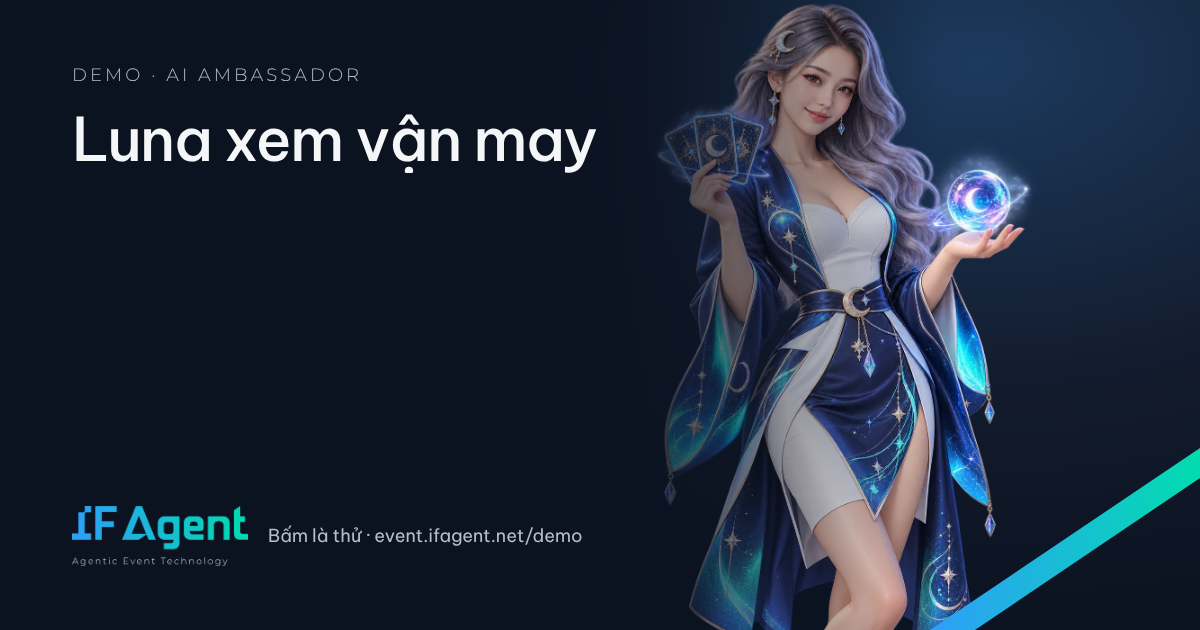 DEMO · AI AMBASSADOR
Luna xem vận may
IF Agent
Agentic Event Technology
Bấm là thử · event.ifagent.net/demo